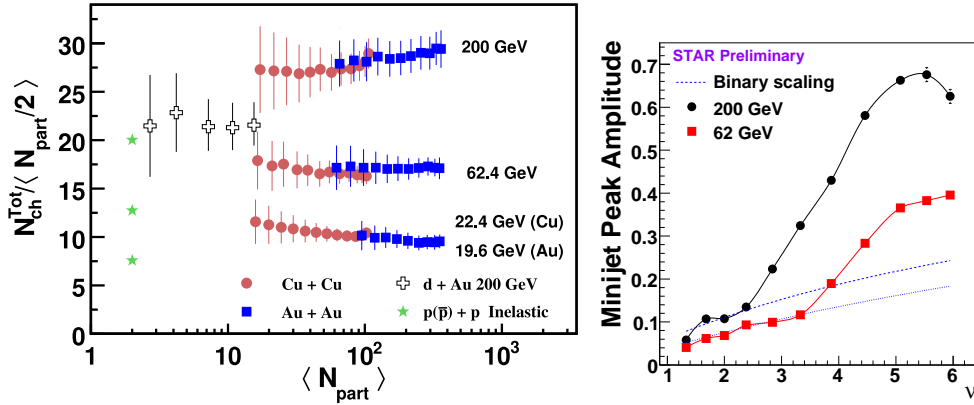 N_ch^Tot/⟨N_part/2⟩
30
25
20
15
10
5
0
1
10
10²
10³
⟨ N_part ⟩
200 GeV
62.4 GeV
22.4 GeV (Cu)
19.6 GeV (Au)
Cu + Cu
Au + Au
d + Au 200 GeV
p(p̅) + p Inelastic
Minijet Peak Amplitude
0.7
0.6
0.5
0.4
0.3
0.2
0.1
0
1
2
3
4
5
6
ν
STAR Preliminary
Binary scaling
200 GeV
62 GeV